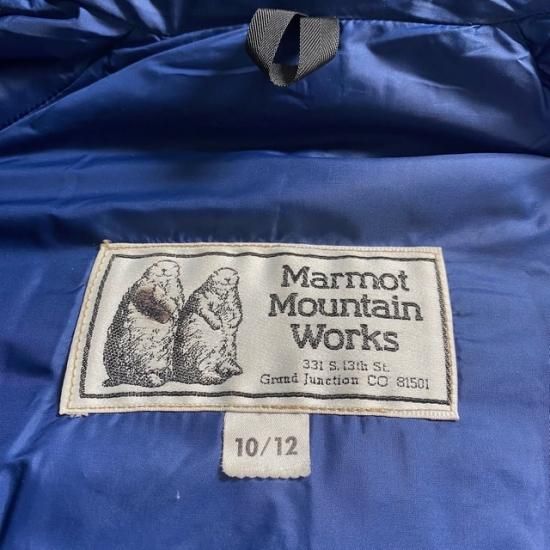 Marmot
Mountain
Works
331 S. 13th St.
Grand Junction CO 81501
10/12